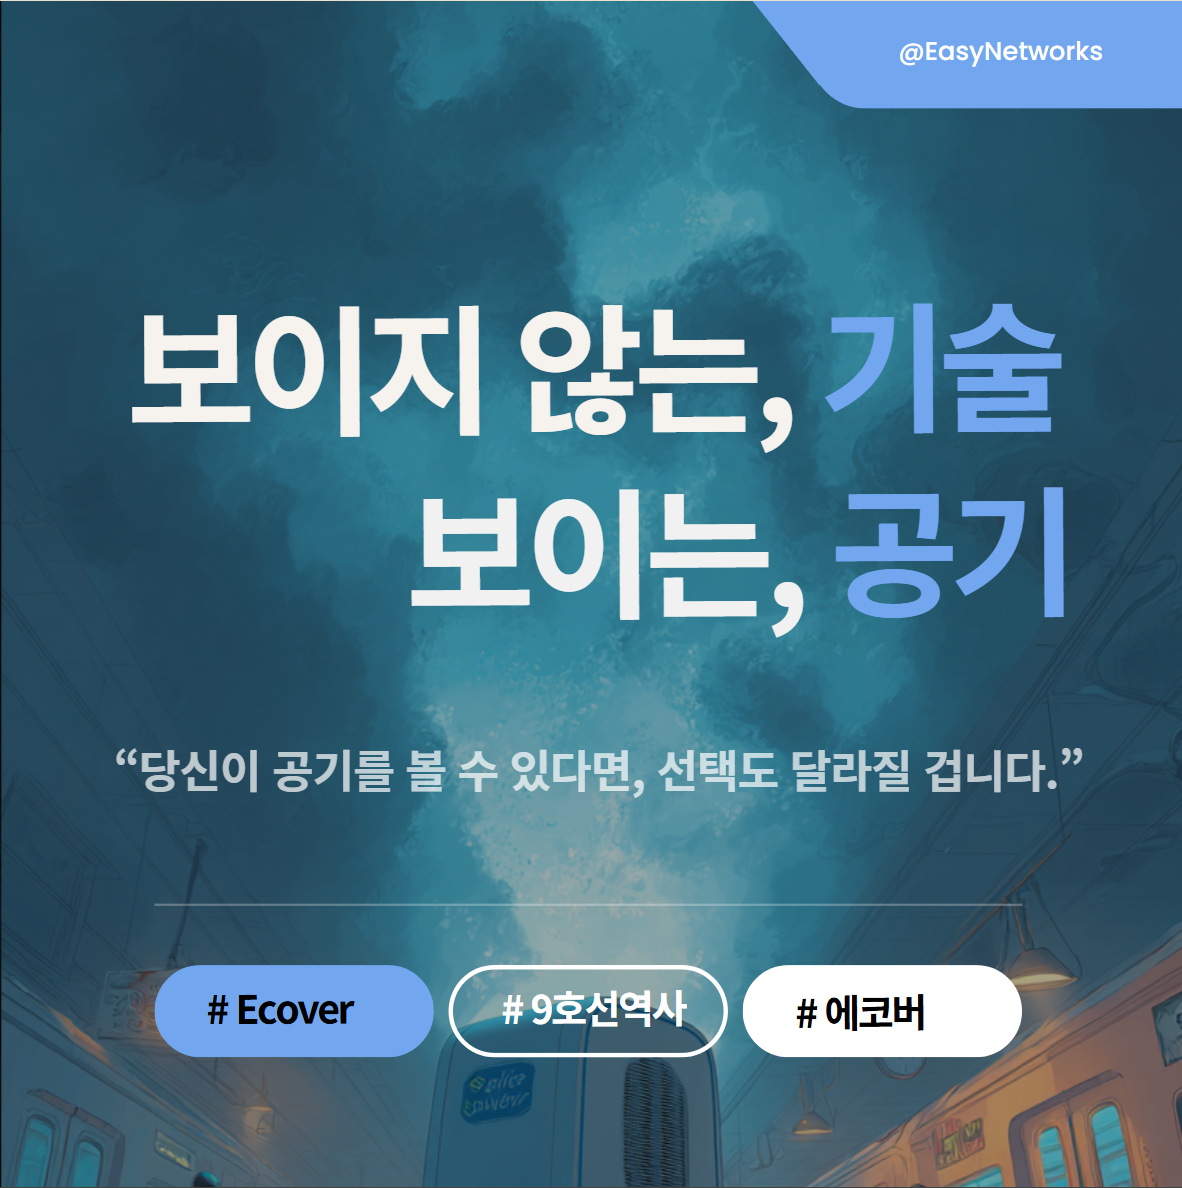 @EasyNetworks
보이지 않는, 기술
보이는, 공기
“당신이 공기를 볼 수 있다면, 선택도 달라질 겁니다.”
# Ecover
# 9호선역사
# 에코버